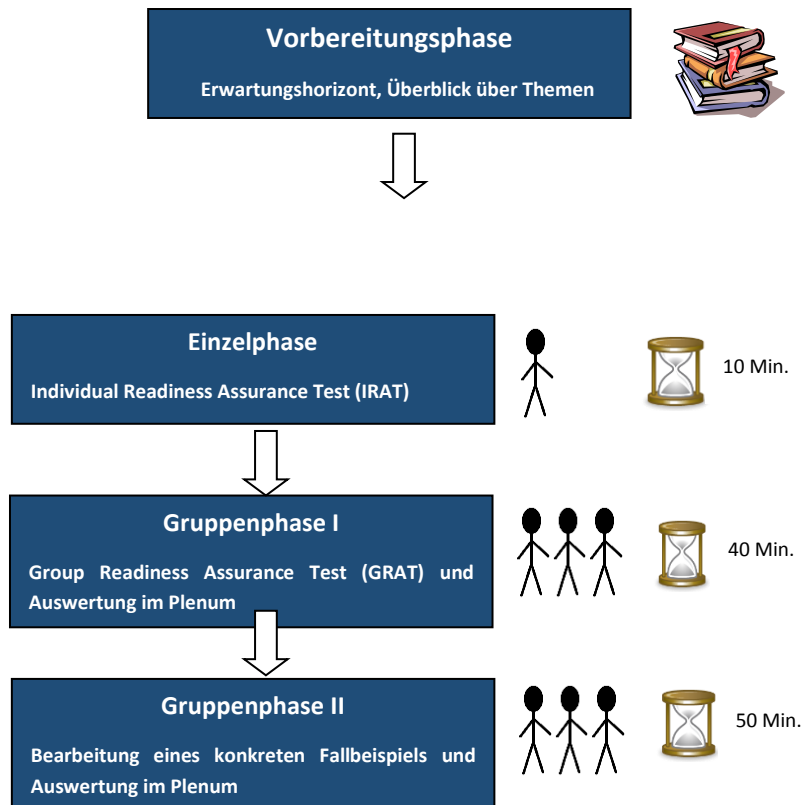 Vorbereitungsphase
Erwartungshorizont, Überblick über Themen
Einzelphase
Individual Readiness Assurance Test (IRAT)
10 Min.
Gruppenphase I
Group Readiness Assurance Test (GRAT) und
Auswertung im Plenum
40 Min.
Gruppenphase II
Bearbeitung eines konkreten Fallbeispiels und
Auswertung im Plenum
50 Min.